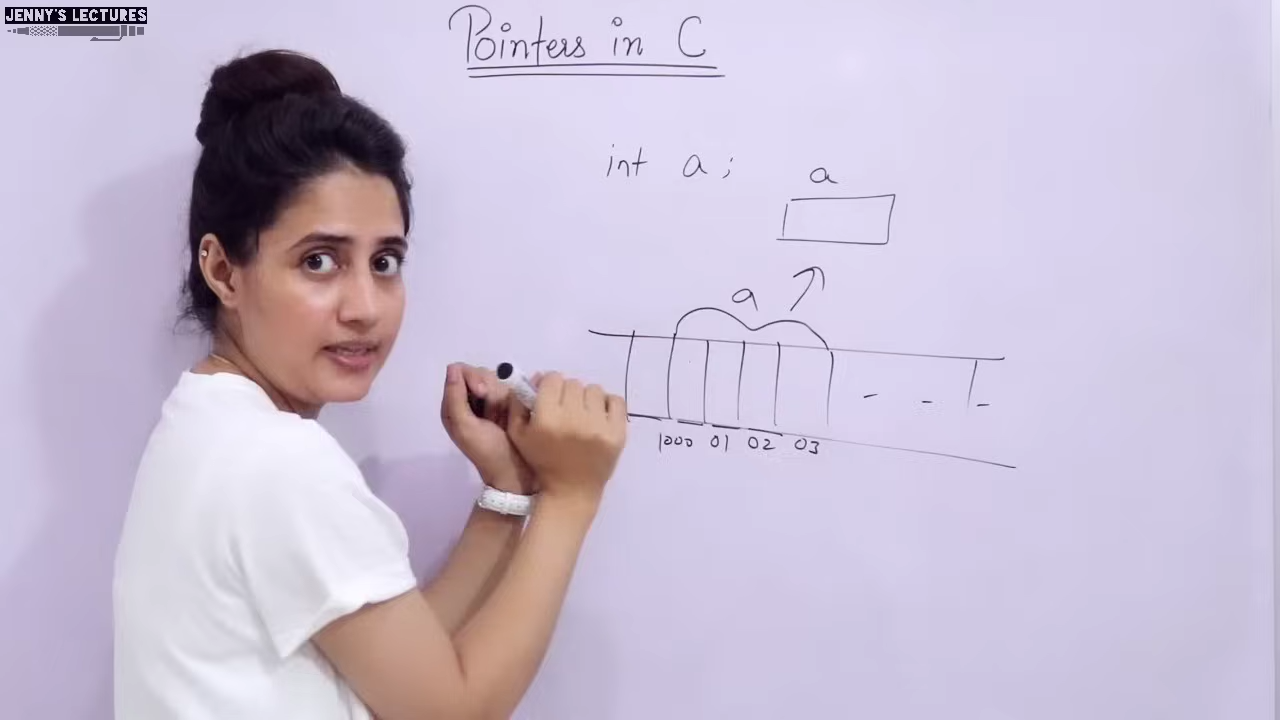 JENNY'S LECTURES
Pointers in C
int a;
a
a
1000 01 02 03